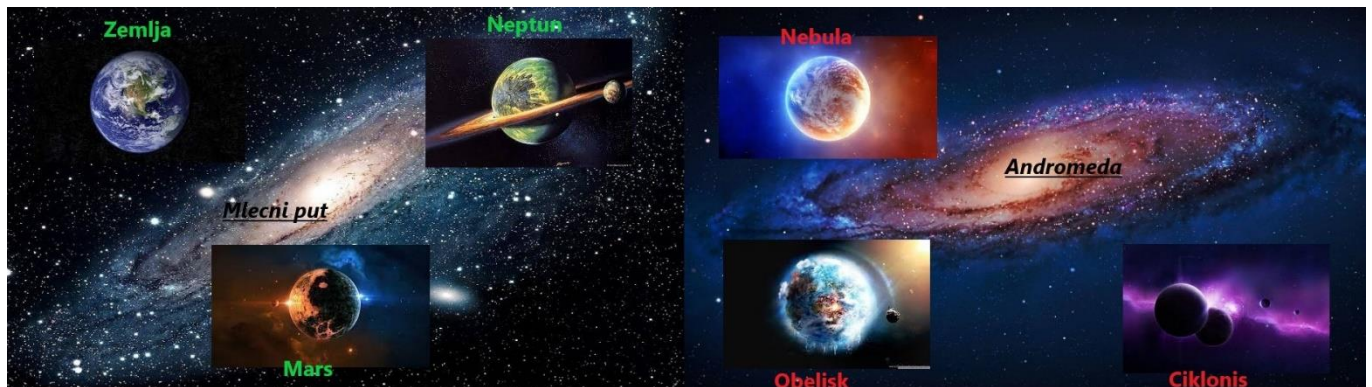 Zemlja
Neptun
Nebula
Mlecni put
Andromeda
Mars
Obelisk
Ciklonis